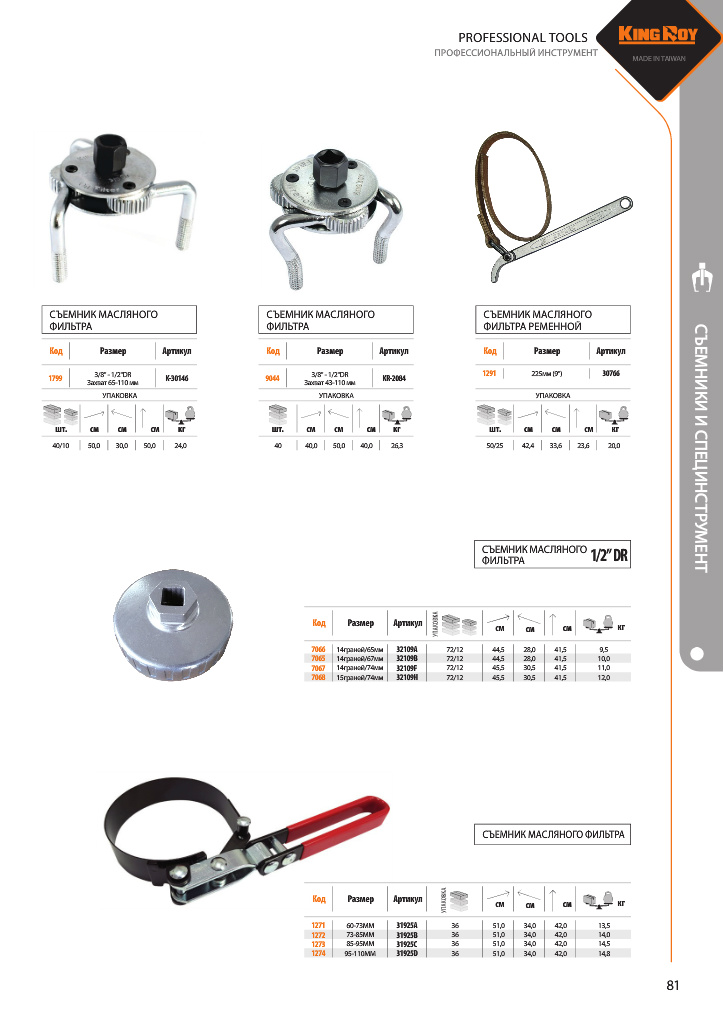 PROFESSIONAL TOOLS
ПРОФЕССИОНАЛЬНЫЙ ИНСТРУМЕНТ
KING ROY
MADE IN TAIWAN
СЪЕМНИКИ И СПЕЦИНСТРУМЕНТ
СЪЕМНИК МАСЛЯНОГО
ФИЛЬТРА
Код Размер Артикул
1799 3/8" - 1/2"DR K-30146
Захват 65-110 мм
УПАКОВКА
шт. см см см кг
40/10 50,0 30,0 50,0 24,0
СЪЕМНИК МАСЛЯНОГО
ФИЛЬТРА
Код Размер Артикул
9044 3/8" - 1/2"DR KR-2084
Захват 43-110 мм
УПАКОВКА
шт. см см см кг
40 40,0 50,0 40,0 26,3
СЪЕМНИК МАСЛЯНОГО
ФИЛЬТРА РЕМЕННОЙ
Код Размер Артикул
1291 225мм (9") 30766
УПАКОВКА
шт. см см см кг
50/25 42,4 33,6 23,6 20,0
СЪЕМНИК МАСЛЯНОГО
ФИЛЬТРА 1/2" DR
Код Размер Артикул УПАКОВКА см см см кг
7066 14граней/65мм 32109A 72/12 44,5 28,0 41,5 9,5
7065 14граней/67мм 32109B 72/12 44,5 28,0 41,5 10,0
7067 14граней/74мм 32109F 72/12 45,5 30,5 41,5 11,0
7068 15граней/74мм 32109H 72/12 45,5 30,5 41,5 12,0
СЪЕМНИК МАСЛЯНОГО ФИЛЬТРА
Код Размер Артикул УПАКОВКА см см см кг
1271 60-73ММ 31925A 36 51,0 34,0 42,0 13,5
1272 73-85ММ 31925B 36 51,0 34,0 42,0 14,0
1273 85-95ММ 31925C 36 51,0 34,0 42,0 14,5
1274 95-110ММ 31925D 36 51,0 34,0 42,0 14,8
81